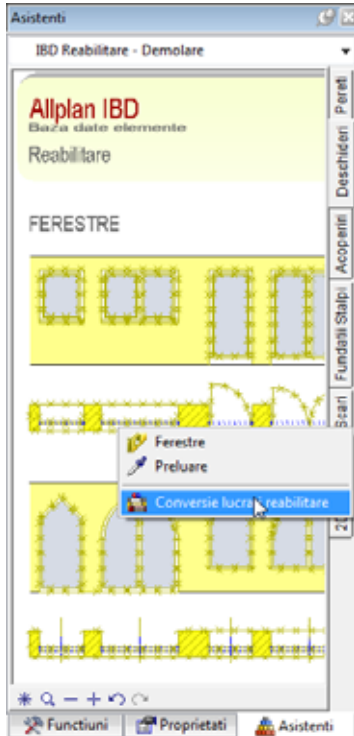 Asistenti
IBD Reabilitare - Demolare
Allplan IBD
Baza date elemente
Reabilitare
FERESTRE
Pereti
Deschideri
Acoperiri
Fundatii Stalpi
Scari
2D
Ferestre
Preluare
Conversie lucrari reabilitare
Functiuni
Proprietati
Asistenti